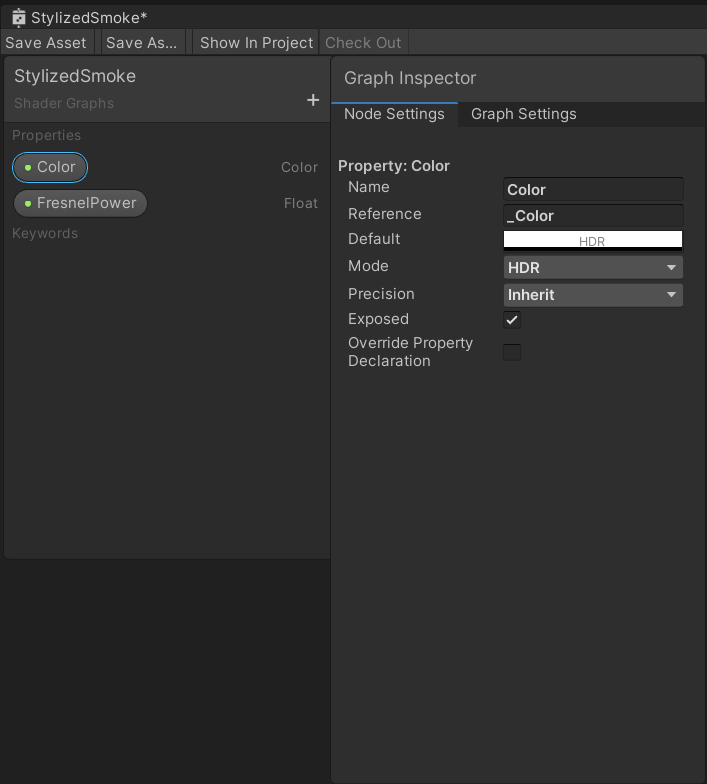 StylizedSmoke*
Save Asset Save As... Show In Project Check Out
StylizedSmoke
Shader Graphs
+
Properties
Color Color
FresnelPower Float
Keywords
Graph Inspector
Node Settings Graph Settings
Property: Color
Name Color
Reference _Color
Default HDR
Mode HDR
Precision Inherit
Exposed
Override Property
Declaration